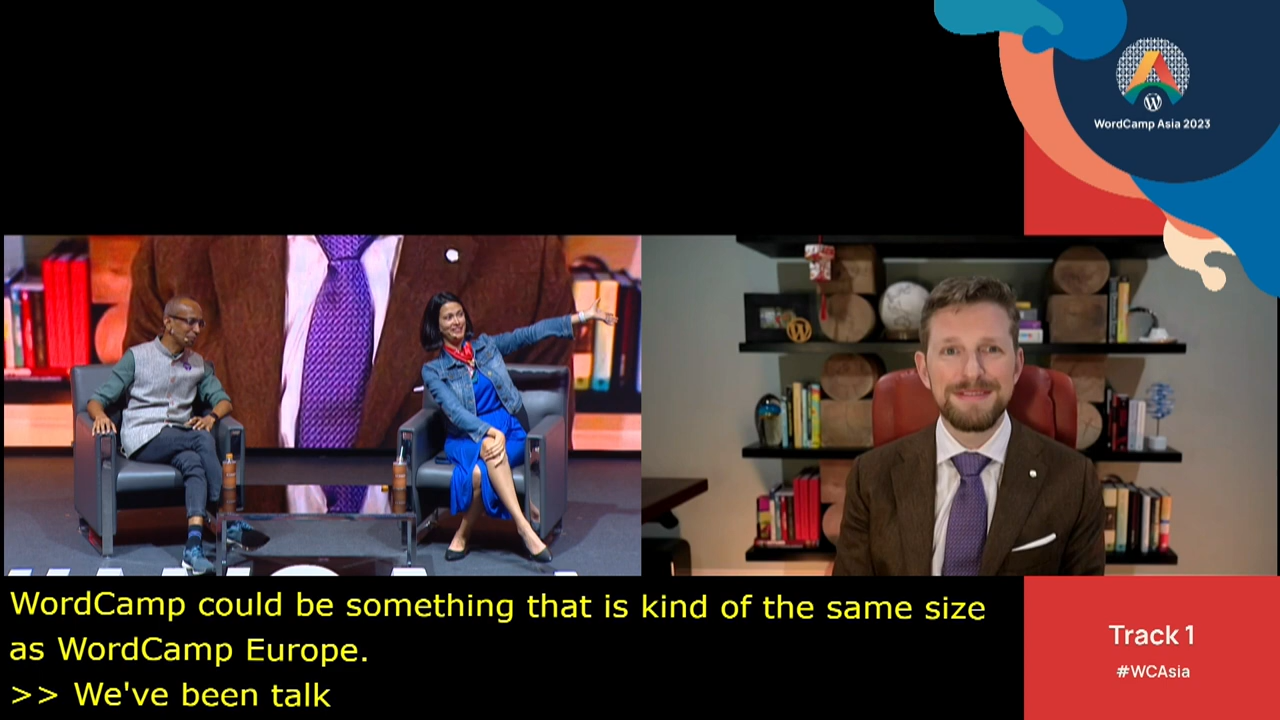 WordCamp Asia 2023
WordCamp could be something that is kind of the same size
as WordCamp Europe.
>> We've been talk
Track 1
#WCAsia